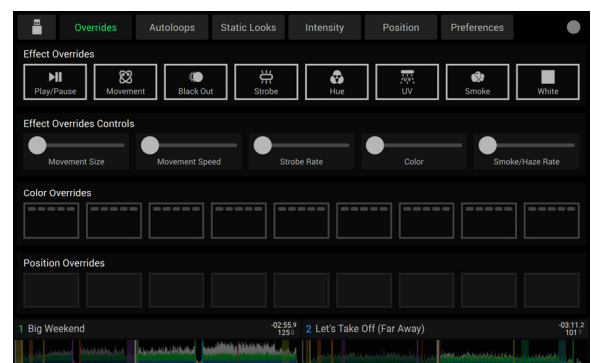 Overrides Autoloops Static Looks Intensity Position Preferences
Effect Overrides
Play/Pause Movement Black Out Strobe Hue UV Smoke White
Effect Overrides Controls
Movement Size Movement Speed Strobe Rate Color Smoke/Haze Rate
Color Overrides
Position Overrides
1 Big Weekend -02:55.9 2 Let's Take Off (Far Away) -03:11.2
125.0 101.7